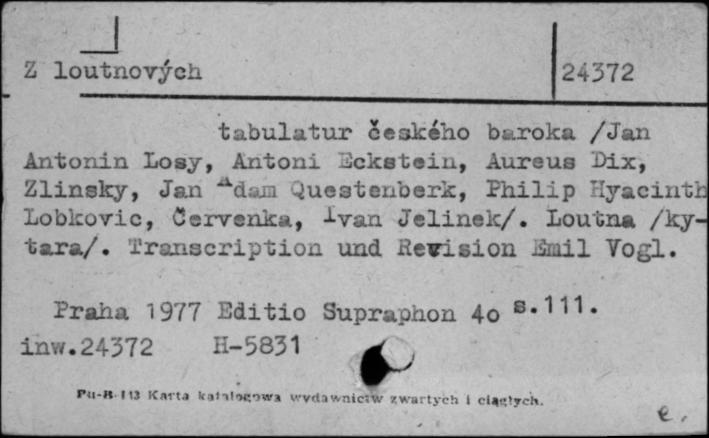 Z loutnových 24372
tabulatur českého baroka /Jan
Antonin Losy, Antoni Eckstein, Aureus Dix,
Zlinsky, Jan Adam Questenberk, Philip Hyacinth
Lobkovic, Červenka, Ivan Jelinek/. Loutna /ky-
tara/. Transcription und Revision Emil Vogl.
Praha 1977 Editio Supraphon 4o s.111.
inw.24372 H-5831
Pu-B-113 Karta katalogowa wydawnictw zwartych i ciągłych.
e.